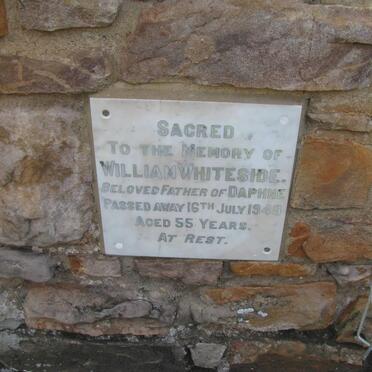 SACRED
TO THE MEMORY OF
WILLIAM WHITESIDE.
BELOVED FATHER OF DAPHNE
PASSED AWAY 16TH JULY
AGED 55 YEARS.
AT REST.